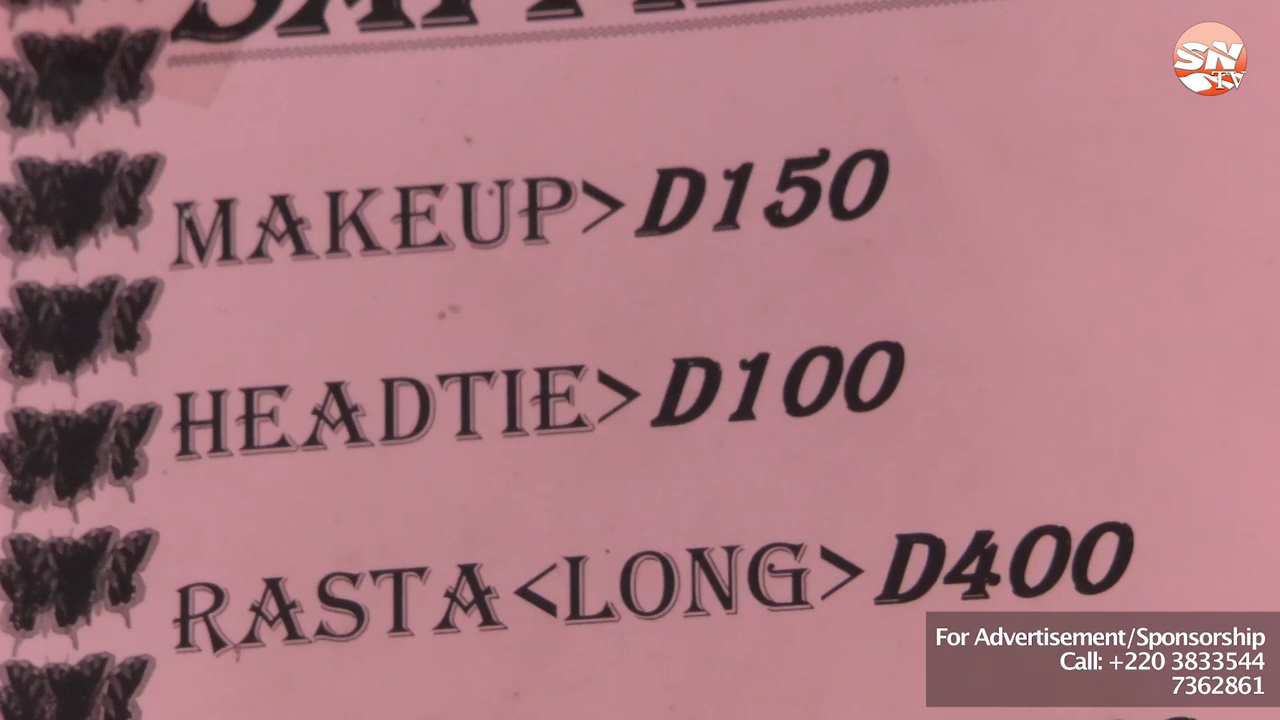 SN
TV
MAKEUP>D150
HEADTIE>D100
RASTA<LONG>D400
For Advertisement/Sponsorship
Call: +220 3833544
7362861